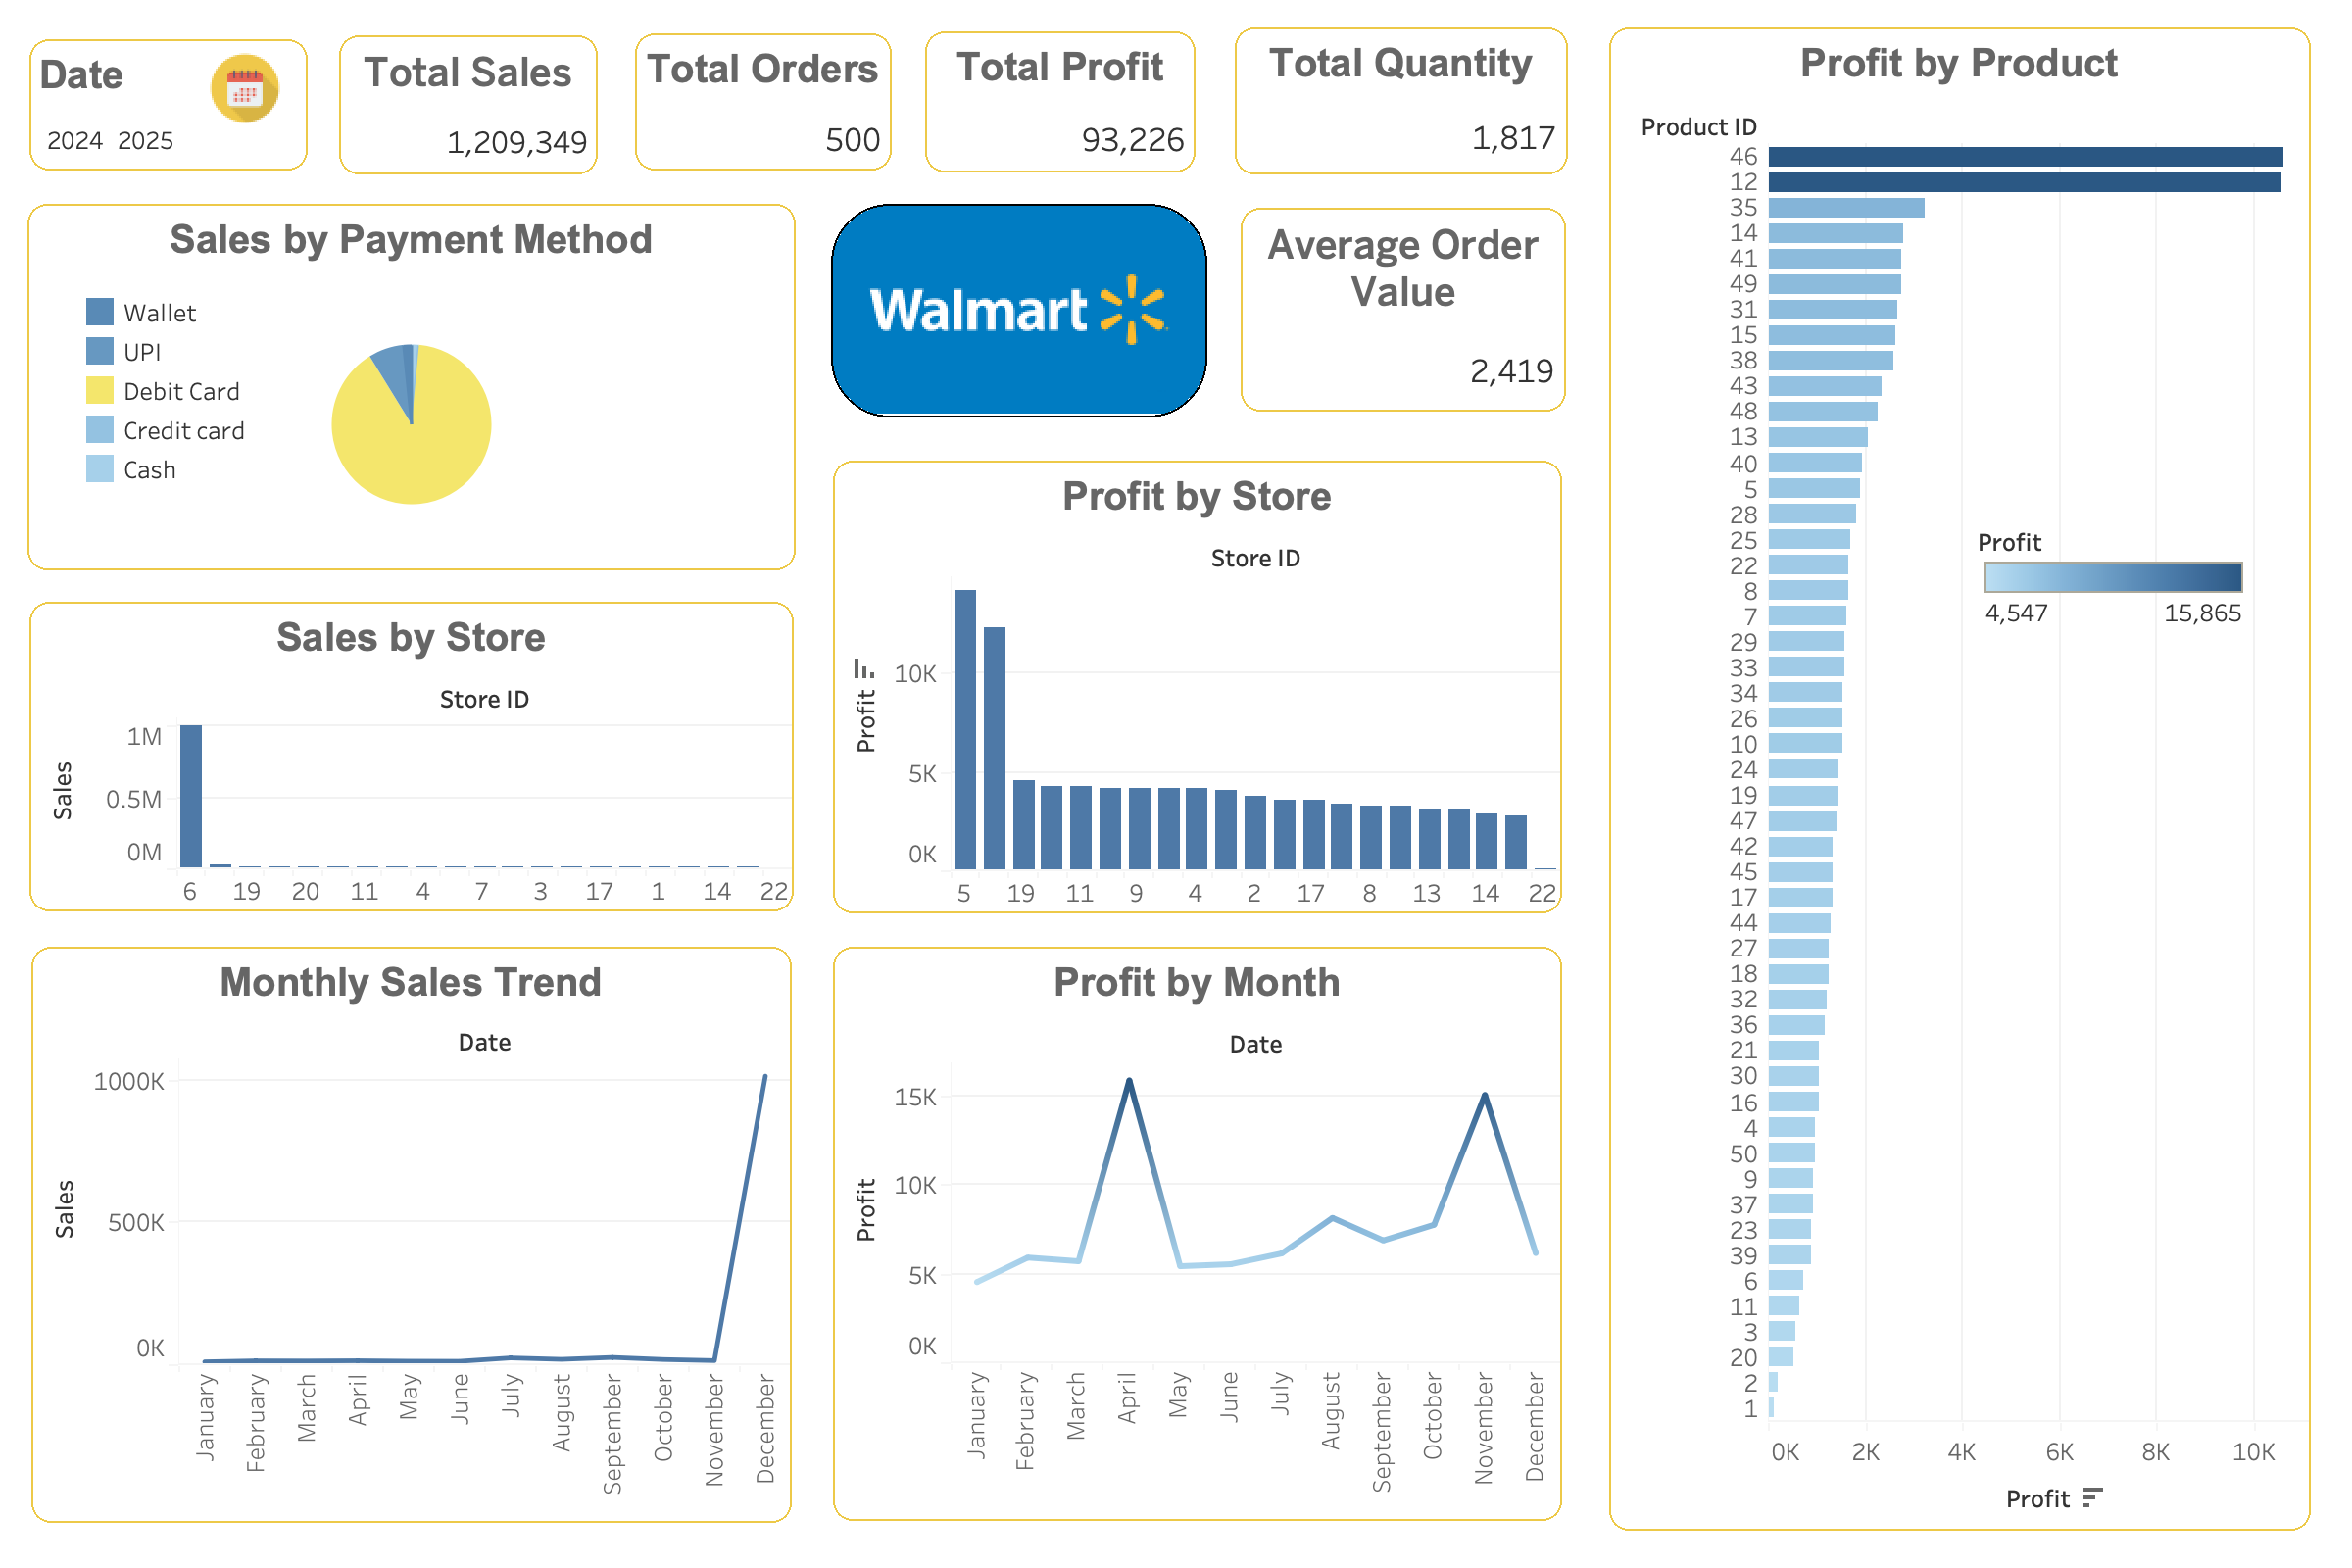 Date
2024 2025
Total Sales
1,209,349
Total Orders
500
Total Profit
93,226
Total Quantity
1,817
Sales by Payment Method
Wallet
UPI
Debit Card
Credit card
Cash
Walmart
Average Order
Value
2,419
Sales by Store
Store ID
Sales
1M
0.5M
0M
6 19 20 11 4 7 3 17 1 14 22
Profit by Store
Store ID
Profit
10K
5K
0K
5 19 11 9 4 2 17 8 13 14 22
Monthly Sales Trend
Date
Sales
1000K
500K
0K
January February March April May June July August September October November December
Profit by Month
Date
Profit
15K
10K
5K
0K
January February March April May June July August September October November December
Profit by Product
Product ID
46
12
35
14
41
49
31
15
38
43
48
13
40
5
28
25
22
8
7
29
33
34
26
10
24
19
47
42
45
17
44
27
18
32
36
21
30
16
4
50
9
37
23
39
6
11
3
20
2
1
0K 2K 4K 6K 8K 10K
Profit
Profit
4,547 15,865